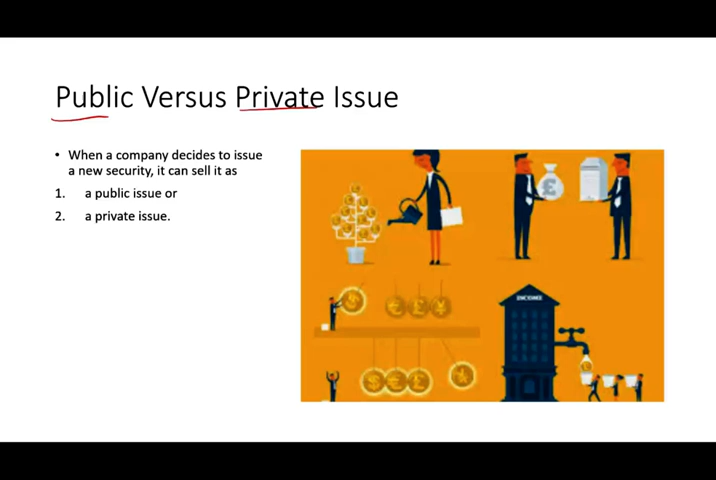 Public Versus Private Issue
• When a company decides to issue
a new security, it can sell it as
1. a public issue or
2. a private issue.
£
INCOME
€ £ ¥
$ € £